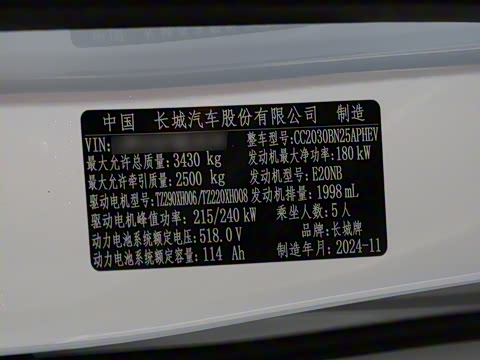 中国 长城汽车股份有限公司 制造
VIN: 整车型号:CC2030BN25APHEV
最大允许总质量: 3430 kg 发动机最大净功率: 180 kW
最大允许牵引质量: 2500 kg 发动机型号: E20NB
驱动电机型号:TZ290XH006/TZ220XH008 发动机排量: 1998 mL
驱动电机峰值功率: 215/240 kW 乘坐人数: 5 人
动力电池系统额定电压: 518.0 V 品牌: 长城牌
动力电池系统额定容量: 114 Ah 制造年月: 2024-11